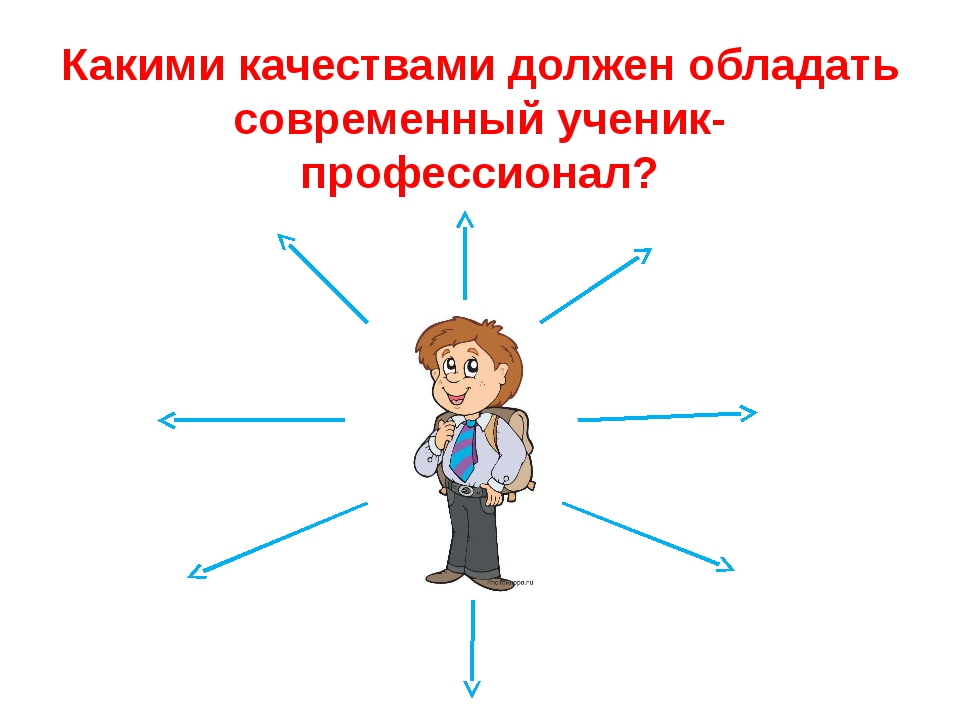 Какими качествами должен обладать
современный ученик-
профессионал?